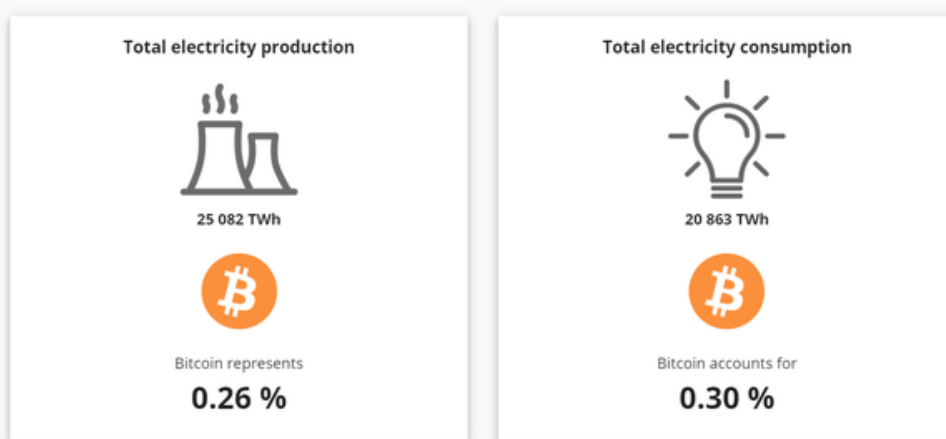 Total electricity production
25 082 TWh
Bitcoin represents
0.26 %
Total electricity consumption
20 863 TWh
Bitcoin accounts for
0.30 %